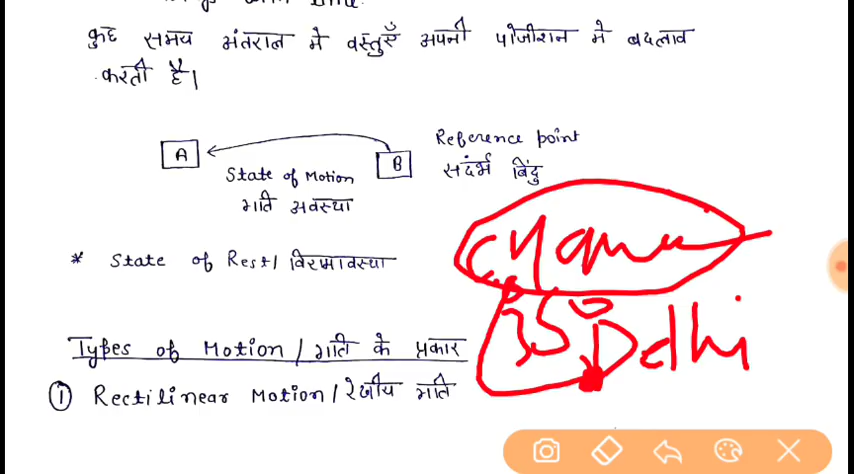 कुछ समय अंतराल में वस्तुएँ अपनी पोजीशन में बदलाव
करती है।
A
B
Reference point
संदर्भ बिंदु
State of Motion
गति अवस्था
* State of Rest/ विरामावस्था
35°
Delhi
Types of Motion / गति के प्रकार
① Rectilinear Motion / रेखीय गति